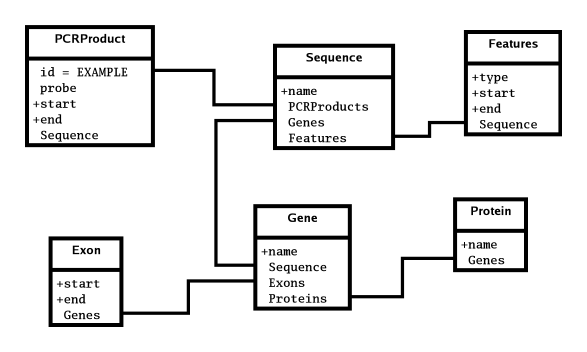 PCRProduct
id = EXAMPLE
probe
+start
+end
Sequence
Sequence
+name
PCRProducts
Genes
Features
Features
+type
+start
+end
Sequence
Gene
+name
Sequence
Exons
Proteins
Protein
+name
Genes
Exon
+start
+end
Genes